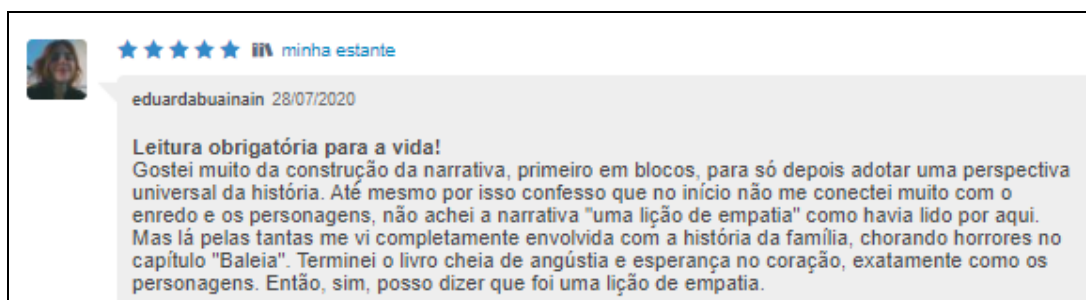 minha estante
eduardabuainain 28/07/2020
Leitura obrigatória para a vida!
Gostei muito da construção da narrativa, primeiro em blocos, para só depois adotar uma perspectiva
universal da história. Até mesmo por isso confesso que no início não me conectei muito com o
enredo e os personagens, não achei a narrativa "uma lição de empatia" como havia lido por aqui.
Mas lá pelas tantas me vi completamente envolvida com a história da família, chorando horrores no
capítulo "Baleia". Terminei o livro cheia de angústia e esperança no coração, exatamente como os
personagens. Então, sim, posso dizer que foi uma lição de empatia.